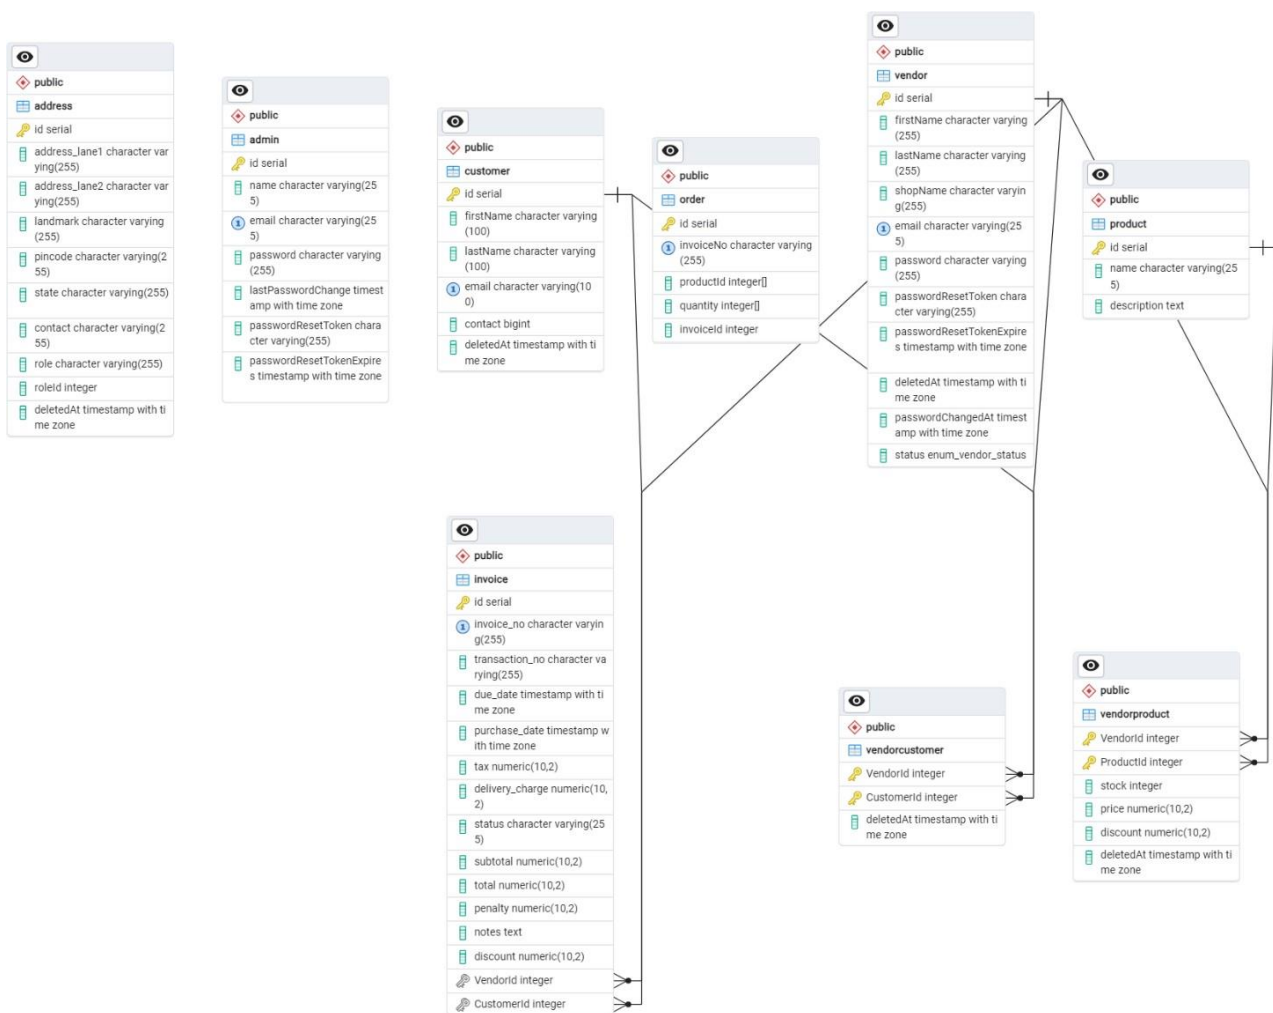 public
address
id serial
address_lane1 character var
ying(255)
address_lane2 character var
ying(255)
landmark character varying
(255)
pincode character varying(2
55)
state character varying(255)
contact character varying(2
55)
role character varying(255)
roleId integer
deletedAt timestamp with ti
me zone
public
admin
id serial
name character varying(25
5)
1 email character varying(25
5)
password character varying
(255)
lastPasswordChange timest
amp with time zone
passwordResetToken chara
cter varying(255)
passwordResetTokenExpire
s timestamp with time zone
public
customer
id serial
firstName character varying
(100)
lastName character varying
(100)
1 email character varying(10
0)
contact bigint
deletedAt timestamp with ti
me zone
public
order
id serial
1 invoiceNo character varying
(255)
productId integer[]
quantity integer[]
invoiceId integer
public
vendor
id serial
firstName character varying
(255)
lastName character varying
(255)
shopName character varyin
g(255)
1 email character varying(25
5)
password character varying
(255)
passwordResetToken chara
cter varying(255)
passwordResetTokenExpire
s timestamp with time zone
deletedAt timestamp with ti
me zone
passwordChangedAt timest
amp with time zone
status enum_vendor_status
public
product
id serial
name character varying(25
5)
description text
public
invoice
id serial
1 invoice_no character varyin
g(255)
transaction_no character va
rying(255)
due_date timestamp with ti
me zone
purchase_date timestamp w
ith time zone
tax numeric(10,2)
delivery_charge numeric(10,
2)
status character varying(25
5)
subtotal numeric(10,2)
total numeric(10,2)
penalty numeric(10,2)
notes text
discount numeric(10,2)
VendorId integer
CustomerId integer
public
vendorcustomer
VendorId integer
CustomerId integer
deletedAt timestamp with ti
me zone
public
vendorproduct
VendorId integer
ProductId integer
stock integer
price numeric(10,2)
discount numeric(10,2)
deletedAt timestamp with ti
me zone